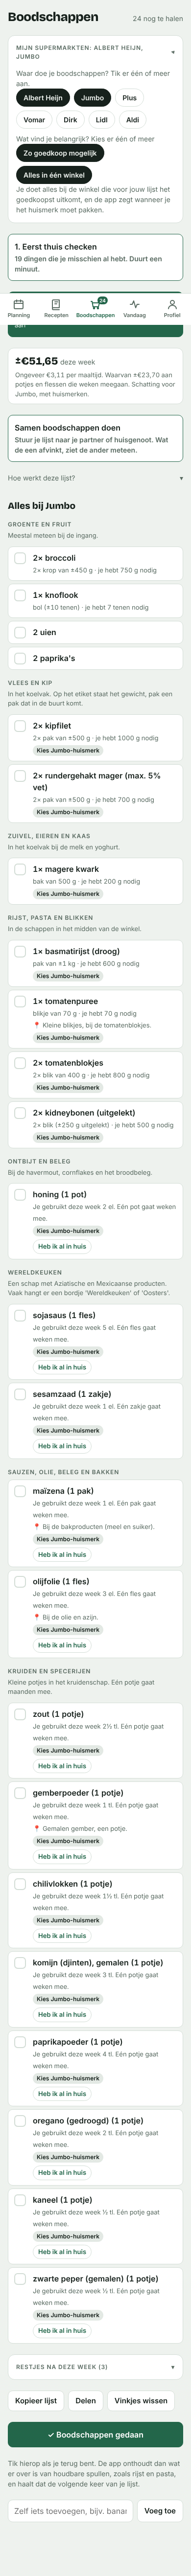 Boodschappen
24 nog te halen
MIJN SUPERMARKTEN: ALBERT HEIJN,
JUMBO
Waar doe je boodschappen? Tik er één of meer
aan.
Albert Heijn Jumbo Plus
Vomar Dirk Lidl Aldi
Wat vind je belangrijk? Kies er één of meer
Zo goedkoop mogelijk
Alles in één winkel
Je doet alles bij de winkel die voor jouw lijst het
goedkoopst uitpakt, en de app zegt wanneer je
het huismerk moet pakken.
1. Eerst thuis checken
19 dingen die je misschien al hebt. Duurt een
minuut.
24
Planning Recepten Boodschappen Vandaag Profiel
aan
±€51,65 deze week
Ongeveer €3,11 per maaltijd. Waarvan ±€23,70 aan
potjes en flessen die weken meegaan. Schatting voor
Jumbo, met huismerken.
Samen boodschappen doen
Stuur je lijst naar je partner of huisgenoot. Wat
de een afvinkt, ziet de ander meteen.
Hoe werkt deze lijst?
Alles bij Jumbo
GROENTE EN FRUIT
Meestal meteen bij de ingang.
2× broccoli
2× krop van ±450 g · je hebt 750 g nodig
1× knoflook
bol (±10 tenen) · je hebt 7 tenen nodig
2 uien
2 paprika's
VLEES EN KIP
In het koelvak. Op het etiket staat het gewicht, pak een
pak dat in de buurt komt.
2× kipfilet
2× pak van ±500 g · je hebt 1000 g nodig
Kies Jumbo-huismerk
2× rundergehakt mager (max. 5%
vet)
2× pak van ±500 g · je hebt 700 g nodig
Kies Jumbo-huismerk
ZUIVEL, EIEREN EN KAAS
In het koelvak bij de melk en yoghurt.
1× magere kwark
bak van 500 g · je hebt 200 g nodig
Kies Jumbo-huismerk
RIJST, PASTA EN BLIKKEN
In de schappen in het midden van de winkel.
1× basmatirijst (droog)
pak van ±1 kg · je hebt 600 g nodig
Kies Jumbo-huismerk
1× tomatenpuree
blikje van 70 g · je hebt 70 g nodig
Kleine blikjes, bij de tomatenblokjes.
Kies Jumbo-huismerk
2× tomatenblokjes
2× blik van 400 g · je hebt 800 g nodig
Kies Jumbo-huismerk
2× kidneybonen (uitgelekt)
2× blik (±250 g uitgelekt) · je hebt 500 g nodig
Kies Jumbo-huismerk
ONTBIJT EN BELEG
Bij de havermout, cornflakes en het broodbeleg.
honing (1 pot)
Je gebruikt deze week 2 el. Eén pot gaat weken
mee.
Kies Jumbo-huismerk
Heb ik al in huis
WERELDKEUKEN
Een schap met Aziatische en Mexicaanse producten.
Vaak hangt er een bordje 'Wereldkeuken' of 'Oosters'.
sojasaus (1 fles)
Je gebruikt deze week 5 el. Eén fles gaat
weken mee.
Kies Jumbo-huismerk
Heb ik al in huis
sesamzaad (1 zakje)
Je gebruikt deze week 1 el. Eén zakje gaat
weken mee.
Kies Jumbo-huismerk
Heb ik al in huis
SAUZEN, OLIE, BELEG EN BAKKEN
maïzena (1 pak)
Je gebruikt deze week 1 el. Eén pak gaat
weken mee.
Bij de bakproducten (meel en suiker).
Kies Jumbo-huismerk
Heb ik al in huis
olijfolie (1 fles)
Je gebruikt deze week 3 el. Eén fles gaat
weken mee.
Bij de olie en azijn.
Kies Jumbo-huismerk
Heb ik al in huis
KRUIDEN EN SPECERIJEN
Kleine potjes in het kruidenschap. Eén potje gaat
maanden mee.
zout (1 potje)
Je gebruikt deze week 2½ tl. Eén potje gaat
weken mee.
Kies Jumbo-huismerk
Heb ik al in huis
gemberpoeder (1 potje)
Je gebruikt deze week 1 tl. Eén potje gaat
weken mee.
Gemalen gember, een potje.
Kies Jumbo-huismerk
Heb ik al in huis
chilivlokken (1 potje)
Je gebruikt deze week 1½ tl. Eén potje gaat
weken mee.
Kies Jumbo-huismerk
Heb ik al in huis
komijn (djinten), gemalen (1 potje)
Je gebruikt deze week 3 tl. Eén potje gaat
weken mee.
Kies Jumbo-huismerk
Heb ik al in huis
paprikapoeder (1 potje)
Je gebruikt deze week 4 tl. Eén potje gaat
weken mee.
Kies Jumbo-huismerk
Heb ik al in huis
oregano (gedroogd) (1 potje)
Je gebruikt deze week 2 tl. Eén potje gaat
weken mee.
Kies Jumbo-huismerk
Heb ik al in huis
kaneel (1 potje)
Je gebruikt deze week ½ tl. Eén potje gaat
weken mee.
Kies Jumbo-huismerk
Heb ik al in huis
zwarte peper (gemalen) (1 potje)
Je gebruikt deze week ½ tl. Eén potje gaat
weken mee.
Kies Jumbo-huismerk
Heb ik al in huis
RESTJES NA DEZE WEEK (3)
Kopieer lijst Delen Vinkjes wissen
✓ Boodschappen gedaan
Tik hierop als je terug bent. De app onthoudt dan wat
er over is van houdbare spullen, zoals rijst en pasta,
en haalt dat de volgende keer van je lijst.
Zelf iets toevoegen, bijv. banan Voeg toe